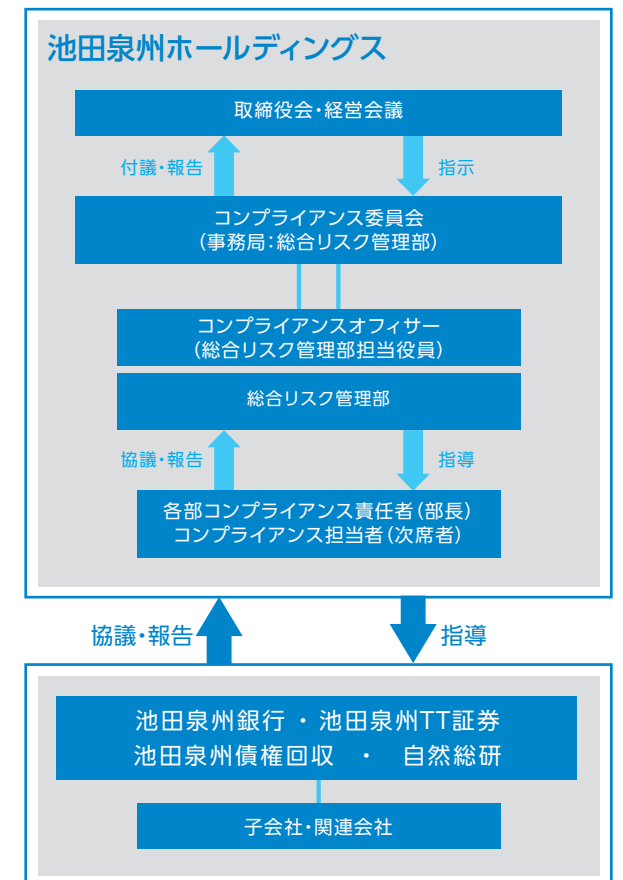 池田泉州ホールディングス
取締役会・経営会議
付議・報告
指示
コンプライアンス委員会
(事務局:総合リスク管理部)
コンプライアンスオフィサー
(総合リスク管理部担当役員)
総合リスク管理部
協議・報告
指導
各部コンプライアンス責任者(部長)
コンプライアンス担当者(次席者)
協議・報告
指導
池田泉州銀行 ・ 池田泉州TT証券
池田泉州債権回収 ・ 自然総研
子会社・関連会社